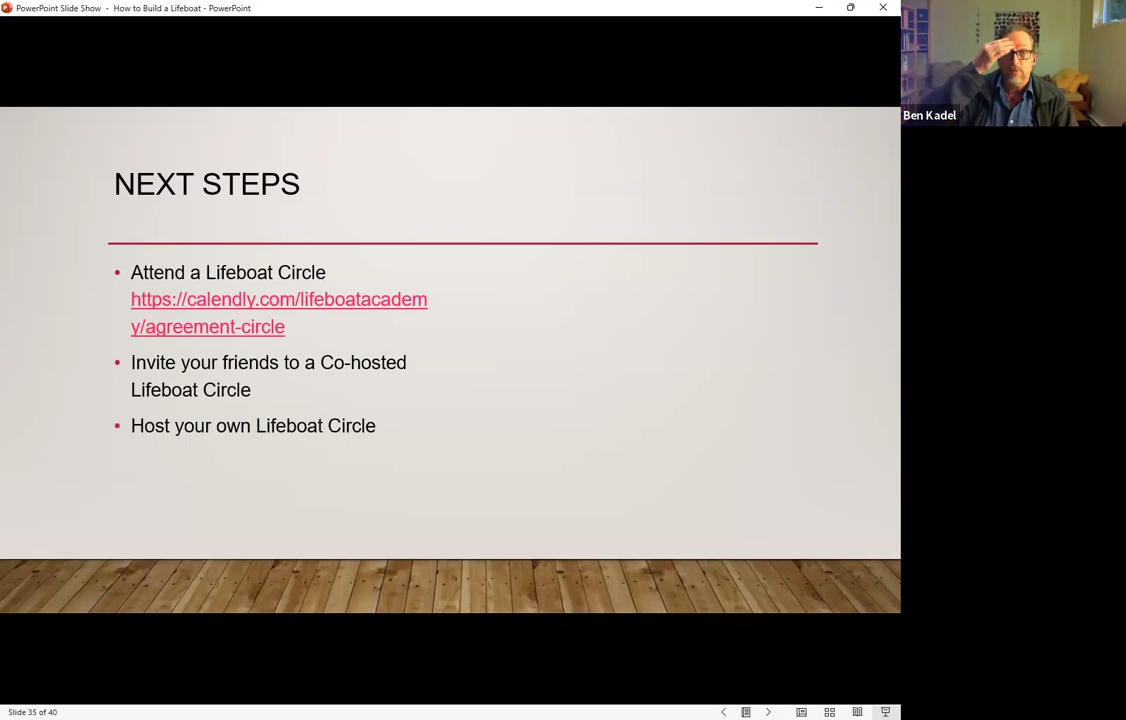 PowerPoint Slide Show - How to Build a Lifeboat - PowerPoint
Ben Kadel
NEXT STEPS
• Attend a Lifeboat Circle
https://calendly.com/lifeboatacadem
y/agreement-circle
• Invite your friends to a Co-hosted
Lifeboat Circle
• Host your own Lifeboat Circle
Slide 35 of 40